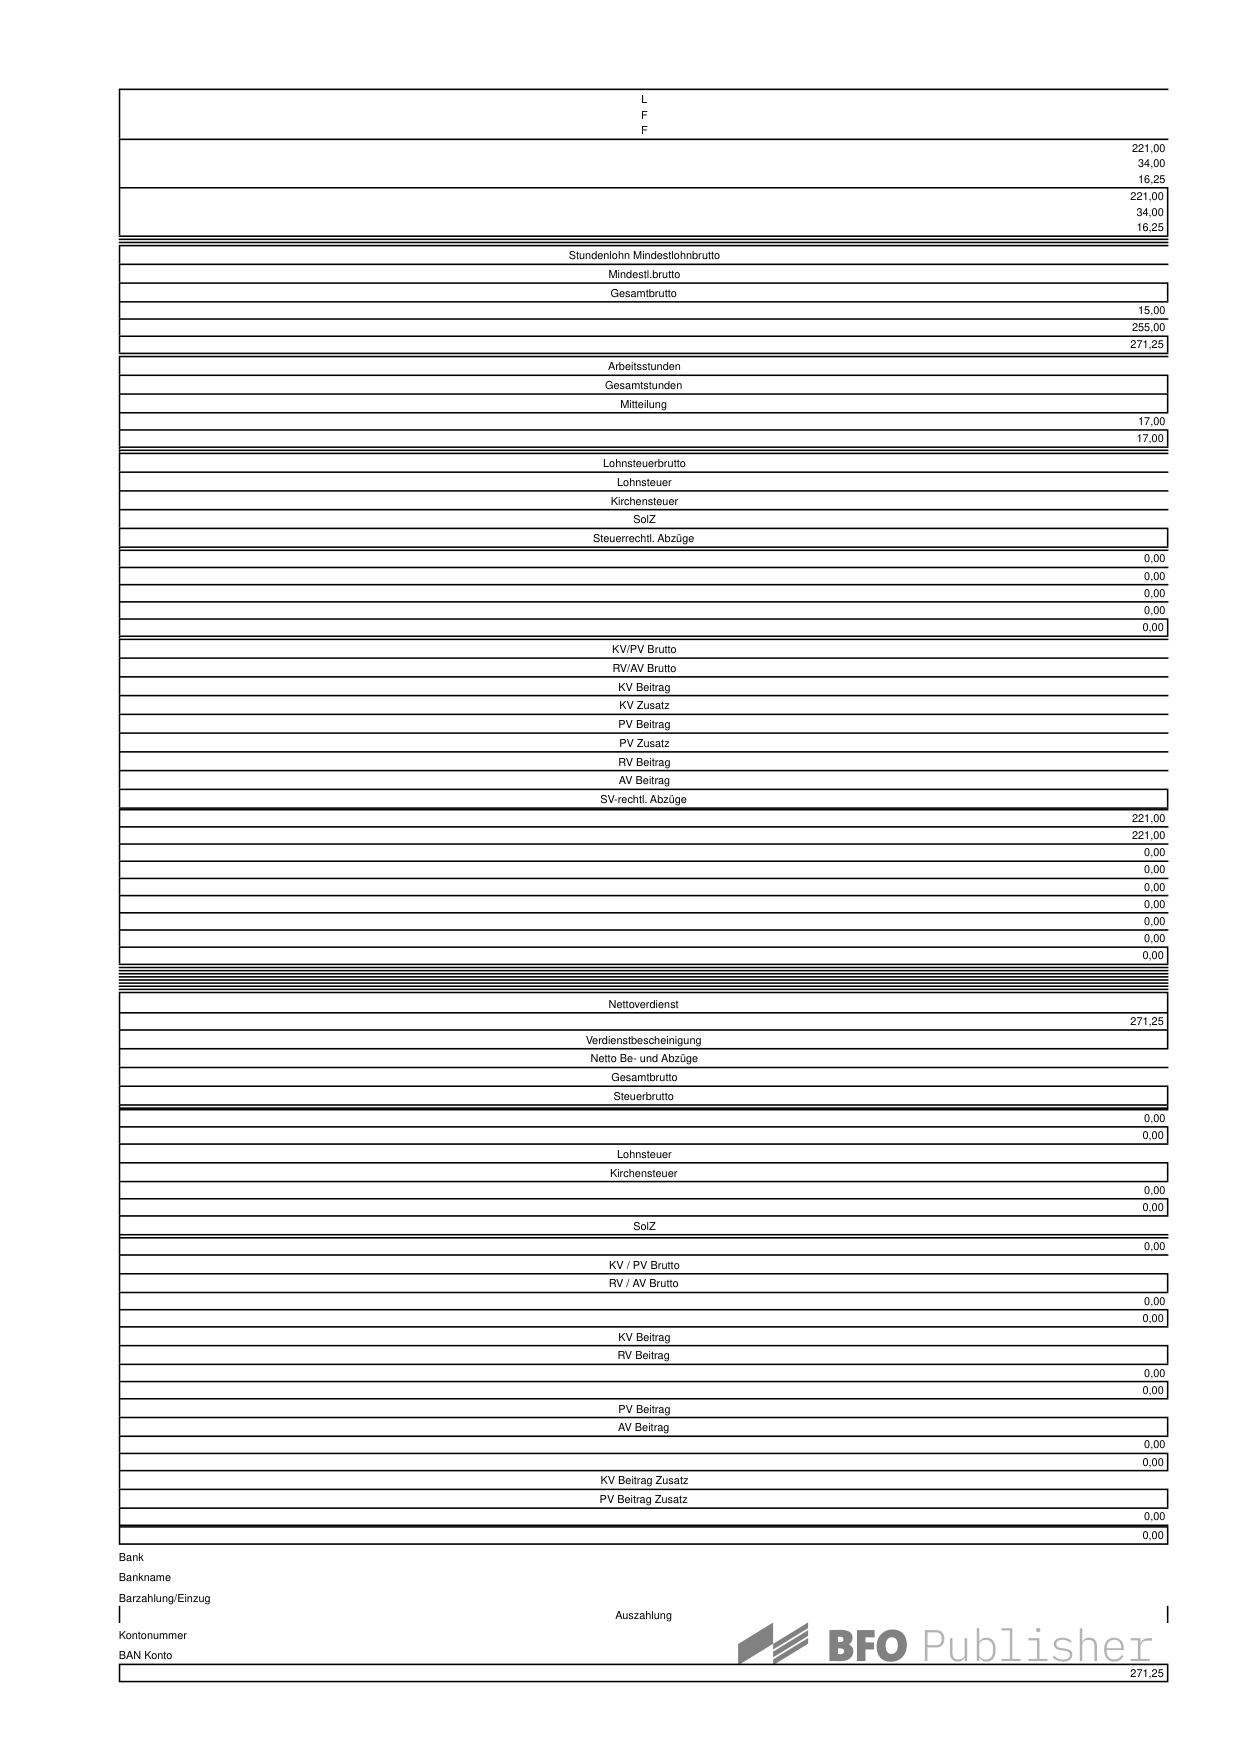 L
F
F
221,00
34,00
16,25
221,00
34,00
16,25
Stundenlohn Mindestlohnbrutto
Mindestl.brutto
Gesamtbrutto
15,00
255,00
271,25
Arbeitsstunden
Gesamtstunden
Mitteilung
17,00
17,00
Lohnsteuerbrutto
Lohnsteuer
Kirchensteuer
SolZ
Steuerrechtl. Abzüge
0,00
0,00
0,00
0,00
0,00
KV/PV Brutto
RV/AV Brutto
KV Beitrag
KV Zusatz
PV Beitrag
PV Zusatz
RV Beitrag
AV Beitrag
SV-rechtl. Abzüge
221,00
221,00
0,00
0,00
0,00
0,00
0,00
0,00
0,00
Nettoverdienst
271,25
Verdienstbescheinigung
Netto Be- und Abzüge
Gesamtbrutto
Steuerbrutto
0,00
0,00
Lohnsteuer
Kirchensteuer
0,00
0,00
SolZ
0,00
KV / PV Brutto
RV / AV Brutto
0,00
0,00
KV Beitrag
RV Beitrag
0,00
0,00
PV Beitrag
AV Beitrag
0,00
0,00
KV Beitrag Zusatz
PV Beitrag Zusatz
0,00
0,00
Bank
Bankname
Barzahlung/Einzug
Auszahlung
Kontonummer
BFO Publisher
BAN Konto
271,25